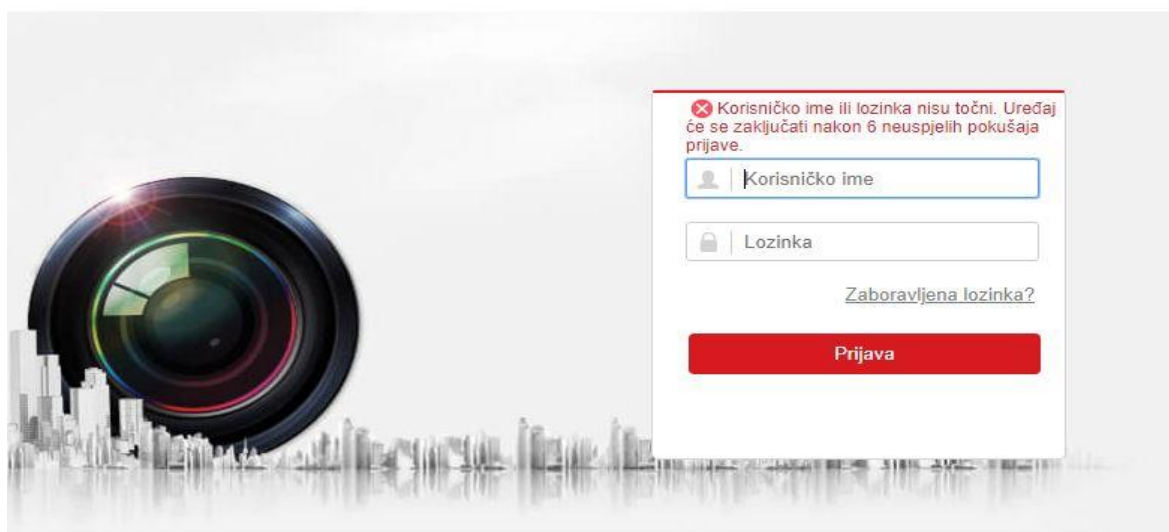 Korisničko ime ili lozinka nisu točni. Uređaj
će se zaključati nakon 6 neuspjelih pokušaja
prijave.
Korisničko ime
Lozinka
Zaboravljena lozinka?
Prijava